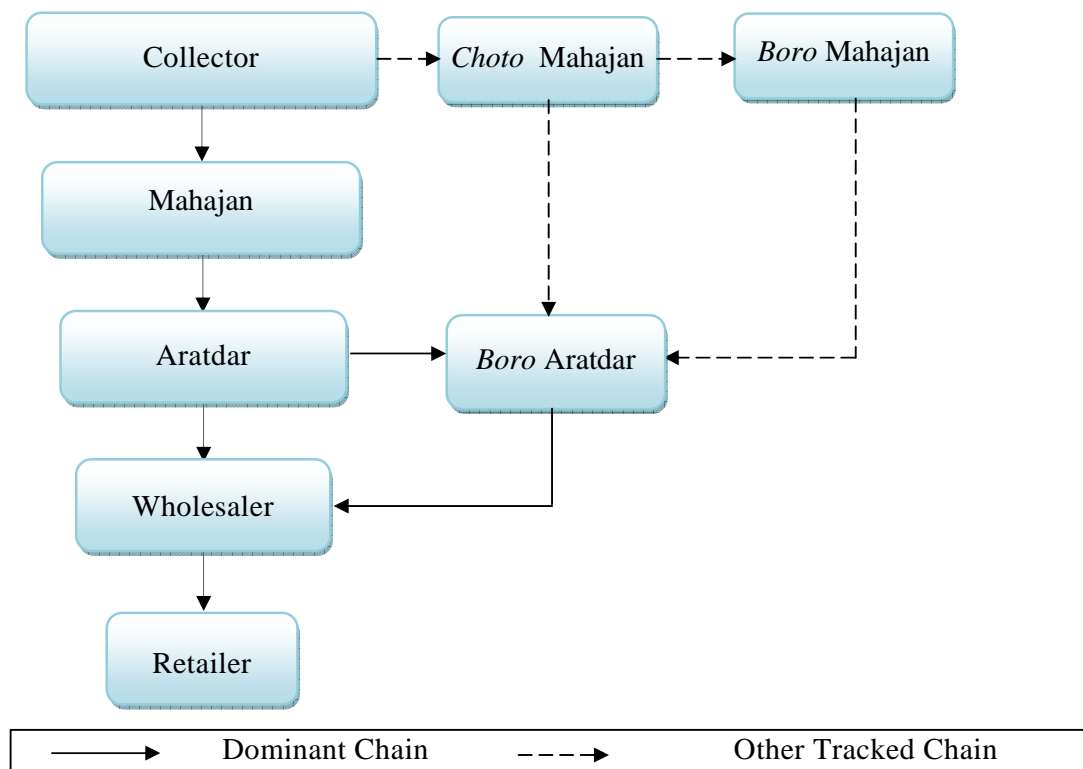 Collector
Choto Mahajan
Boro Mahajan
Mahajan
Aratdar
Boro Aratdar
Wholesaler
Retailer
Dominant Chain
Other Tracked Chain